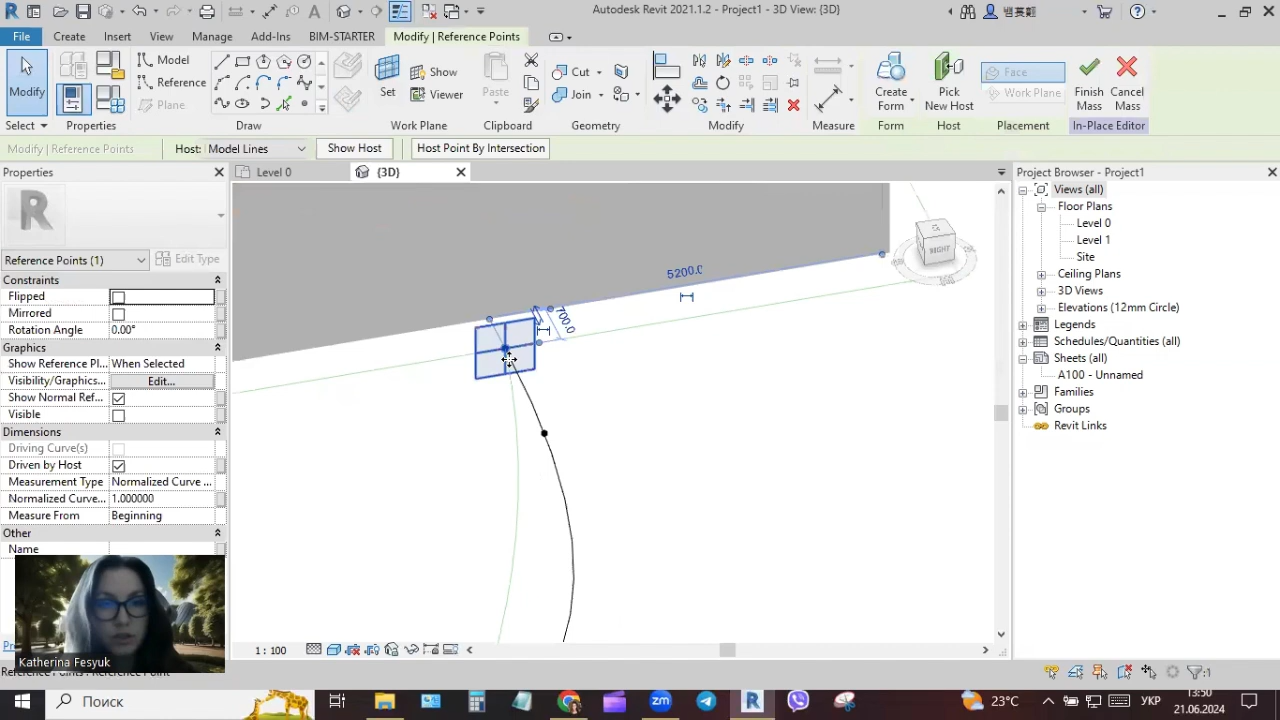 Autodesk Revit 2021.1.2 - Project1 - 3D View: {3D}
File Create Insert View Manage Add-Ins BIM-STARTER Modify | Reference Points
Modify
Select
Properties
Model
Reference
Plane
Draw
Set
Show
Viewer
Work Plane
Paste
Clipboard
Cut
Join
Geometry
Modify
Measure
Create
Form
Form
Pick
New Host
Host
Face
Work Plane
Placement
Finish
Mass
Cancel
Mass
In-Place Editor
Modify | Reference Points Host: Model Lines Show Host Host Point By Intersection
Properties
Reference Points (1) Edit Type
Constraints
Flipped
Mirrored
Rotation Angle 0.00°
Graphics
Show Reference Pl... When Selected
Visibility/Graphics... Edit...
Show Normal Ref...
Visible
Dimensions
Driving Curve(s)
Driven by Host
Measurement Type Normalized Curve ...
Normalized Curve... 1.000000
Measure From Beginning
Other
Name
Katherina Fesyuk
Level 0 {3D}
5200.0
700.0
RIGHT
1 : 100
Project Browser - Project1
Views (all)
Floor Plans
Level 0
Level 1
Site
Ceiling Plans
3D Views
Elevations (12mm Circle)
Legends
Schedules/Quantities (all)
Sheets (all)
A100 - Unnamed
Families
Groups
Revit Links
:1
Поиск
zm
R
23°C
УКР
13:50
21.06.2024